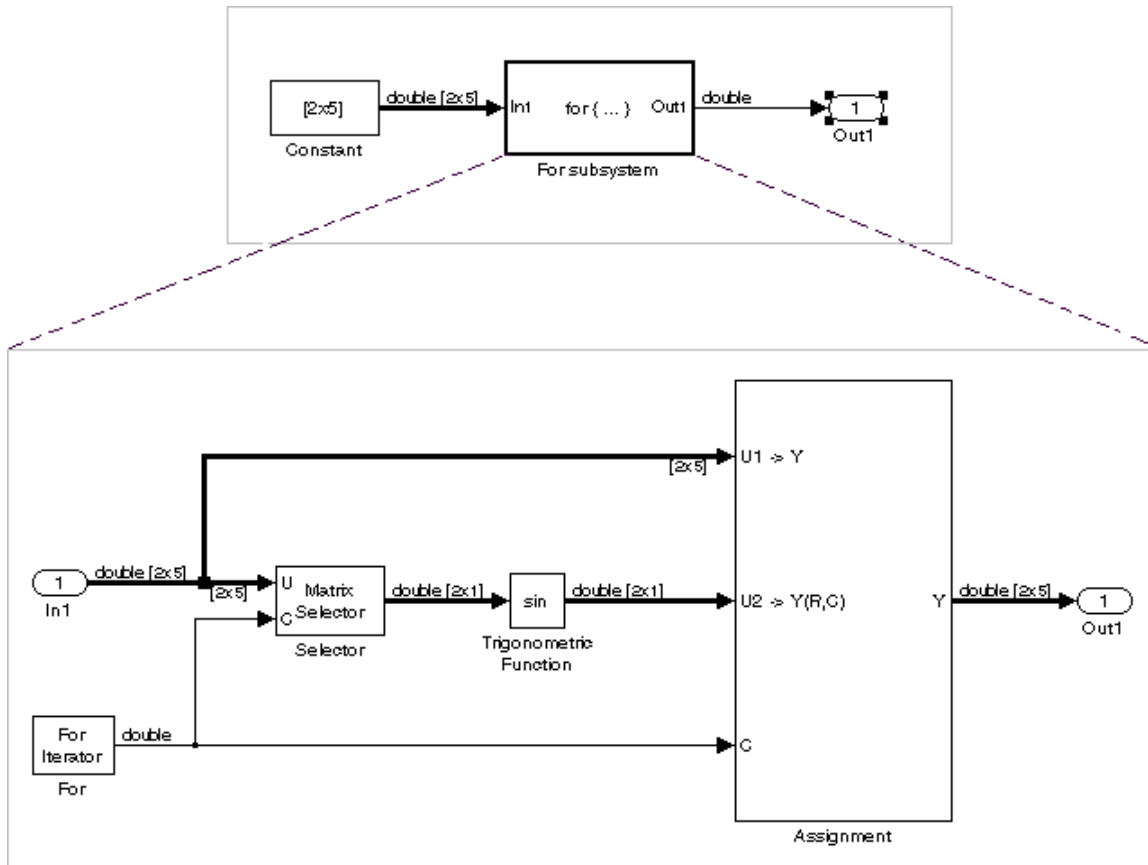 [2x5]
Constant
double [2x5]
In1
for { ... }
Out1
For subsystem
double
1
Out1
U1 -> Y
[2x5]
1
In1
double [2x5]
[2x5]
U
Matrix
Selector
C
Selector
double [2x1]
sin
Trigonometric
Function
double [2x1]
U2 -> Y(R,C)
Y
double [2x5]
1
Out1
For
Iterator
For
double
C
Assignment